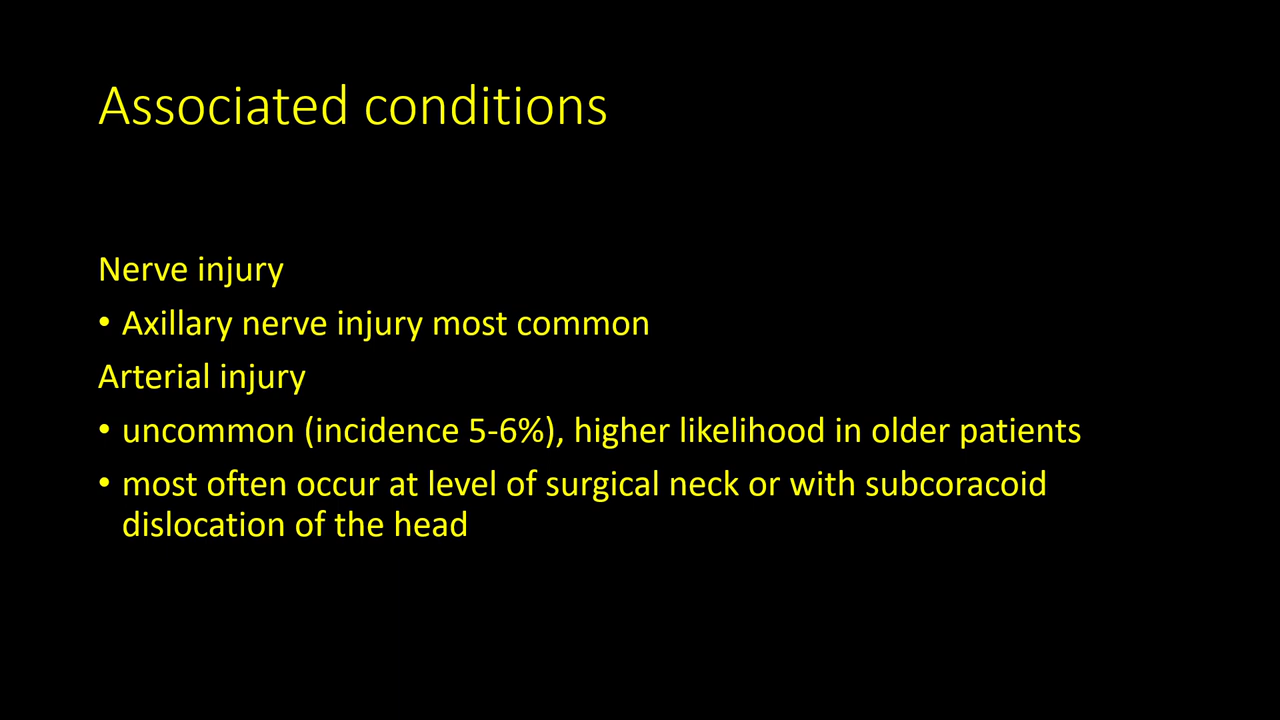 Associated conditions
Nerve injury
• Axillary nerve injury most common
Arterial injury
• uncommon (incidence 5-6%), higher likelihood in older patients
• most often occur at level of surgical neck or with subcoracoid
dislocation of the head